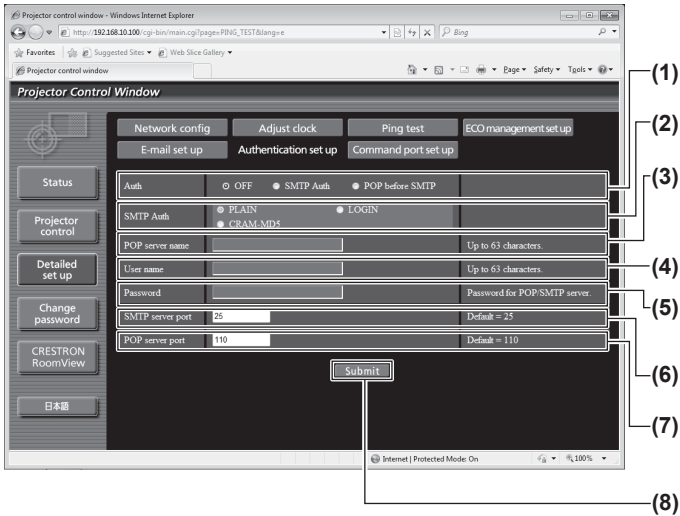 Projector control window - Windows Internet Explorer
http://192.168.10.100/cgi-bin/main.cgi?page=PING_TEST&lang=e
Bing
Favorites Suggested Sites Web Slice Gallery
Projector control window
Page Safety Tools
Projector Control Window
Network config Adjust clock Ping test ECO management set up
E-mail set up Authentication set up Command port set up
Status
Projector control
Detailed set up
Change password
CRESTRON RoomView
日本語
Auth OFF SMTP Auth POP before SMTP
SMTP Auth PLAIN LOGIN
CRAM-MD5
POP server name Up to 63 characters.
User name Up to 63 characters.
Password Password for POP/SMTP server.
SMTP server port 25 Default = 25
POP server port 110 Default = 110
Submit
Internet | Protected Mode: On 100%
(1)
(2)
(3)
(4)
(5)
(6)
(7)
(8)